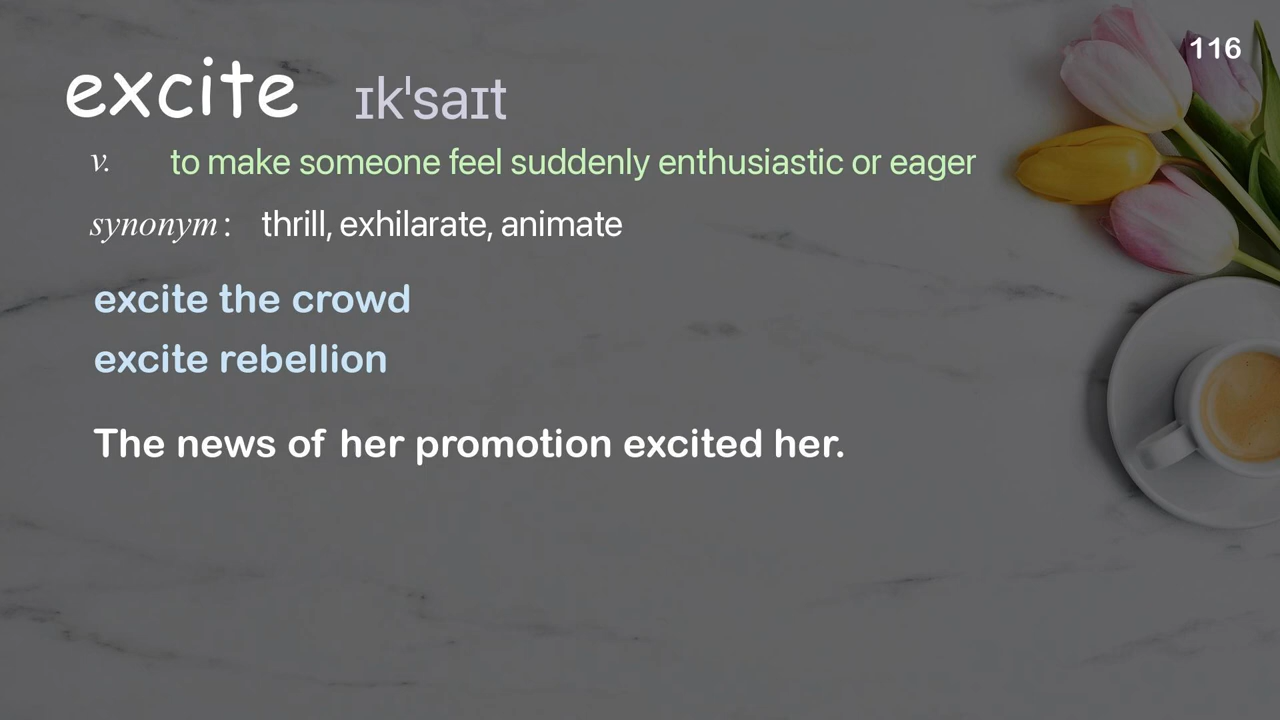 116
excite ɪkˈsaɪt
v. to make someone feel suddenly enthusiastic or eager
synonym: thrill, exhilarate, animate
excite the crowd
excite rebellion
The news of her promotion excited her.